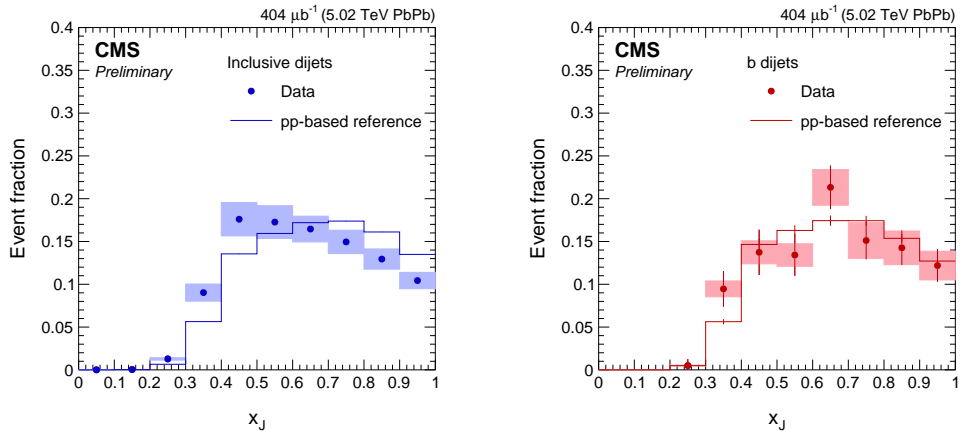 404 μb⁻¹ (5.02 TeV PbPb)
CMS
Preliminary
Inclusive dijets
Data
pp-based reference
Event fraction
0.4
0.35
0.3
0.25
0.2
0.15
0.1
0.05
0
0 0.1 0.2 0.3 0.4 0.5 0.6 0.7 0.8 0.9 1
x_J
404 μb⁻¹ (5.02 TeV PbPb)
CMS
Preliminary
b dijets
Data
pp-based reference
Event fraction
0.4
0.35
0.3
0.25
0.2
0.15
0.1
0.05
0
0 0.1 0.2 0.3 0.4 0.5 0.6 0.7 0.8 0.9 1
x_J